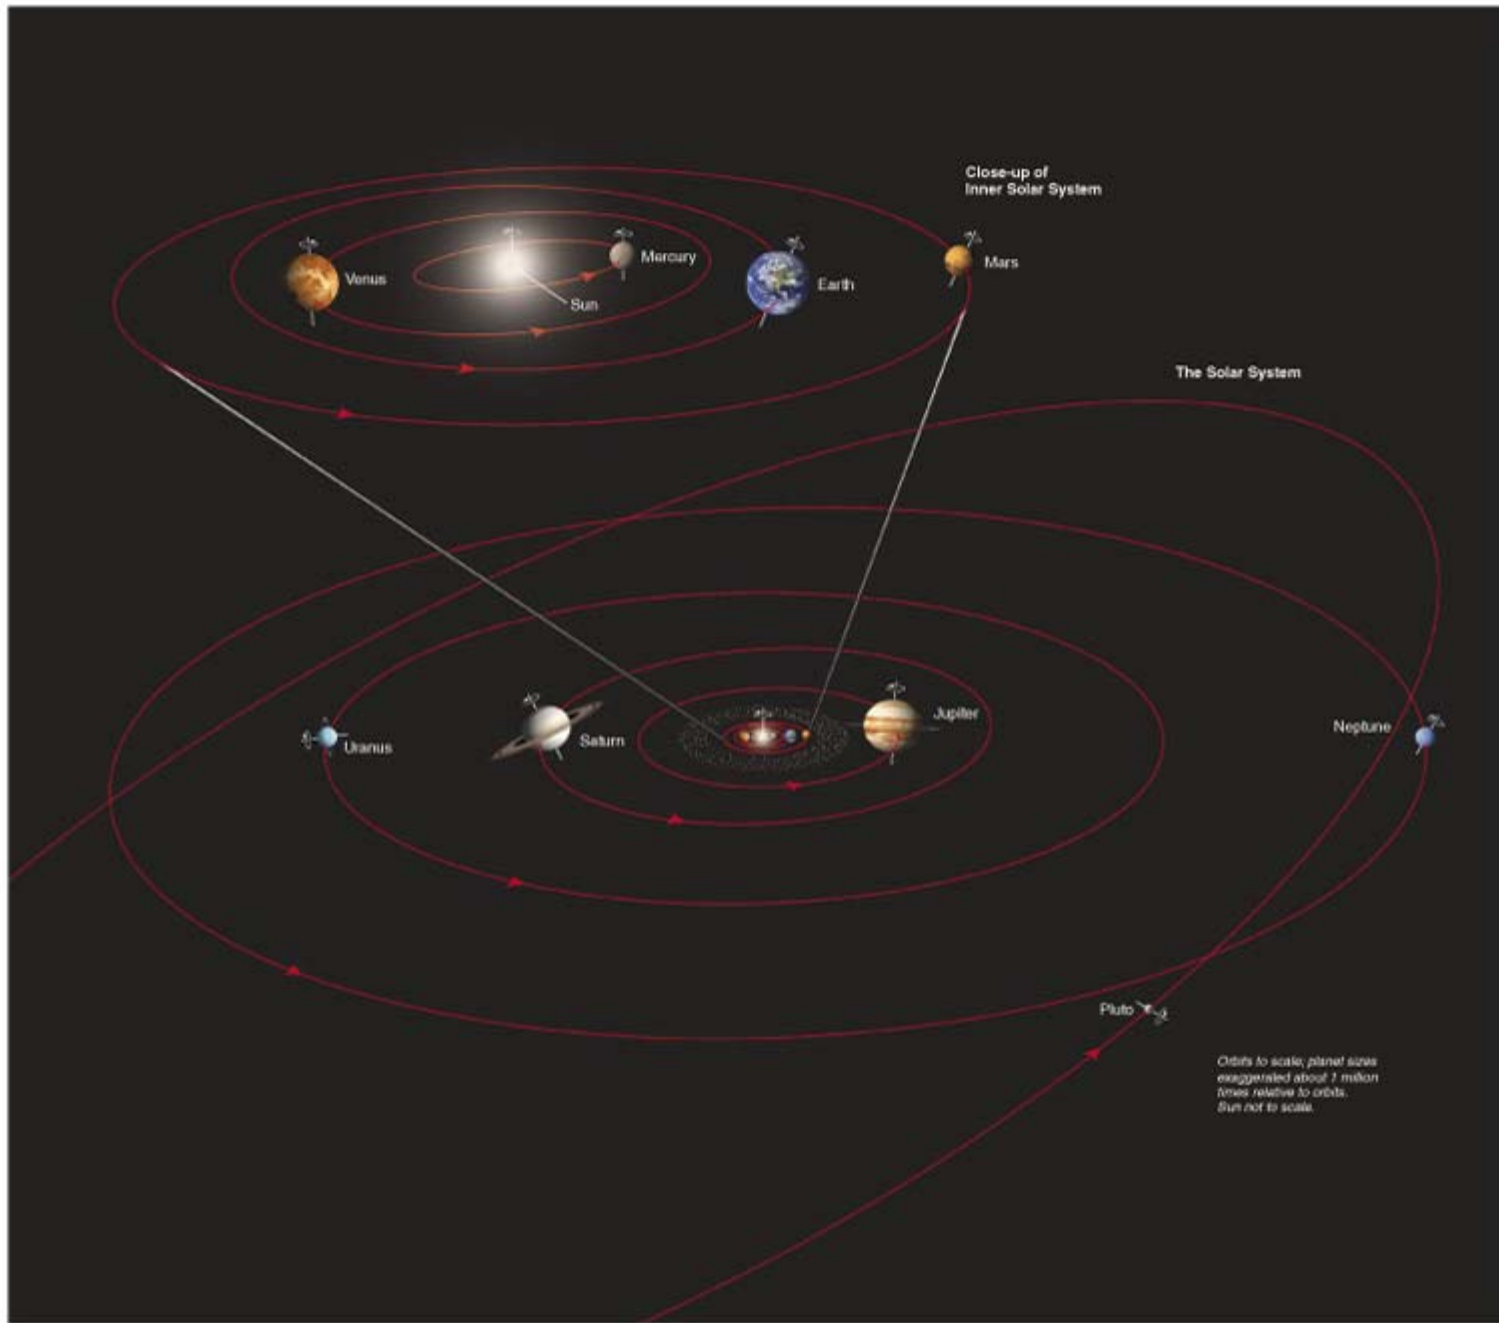 Close-up of
Inner Solar System
Venus
Mercury
Sun
Earth
Mars
The Solar System
Uranus
Saturn
Jupiter
Neptune
Pluto
Orbits to scale; planet sizes
exaggerated about 1 million
times relative to orbits.
Sun not to scale.